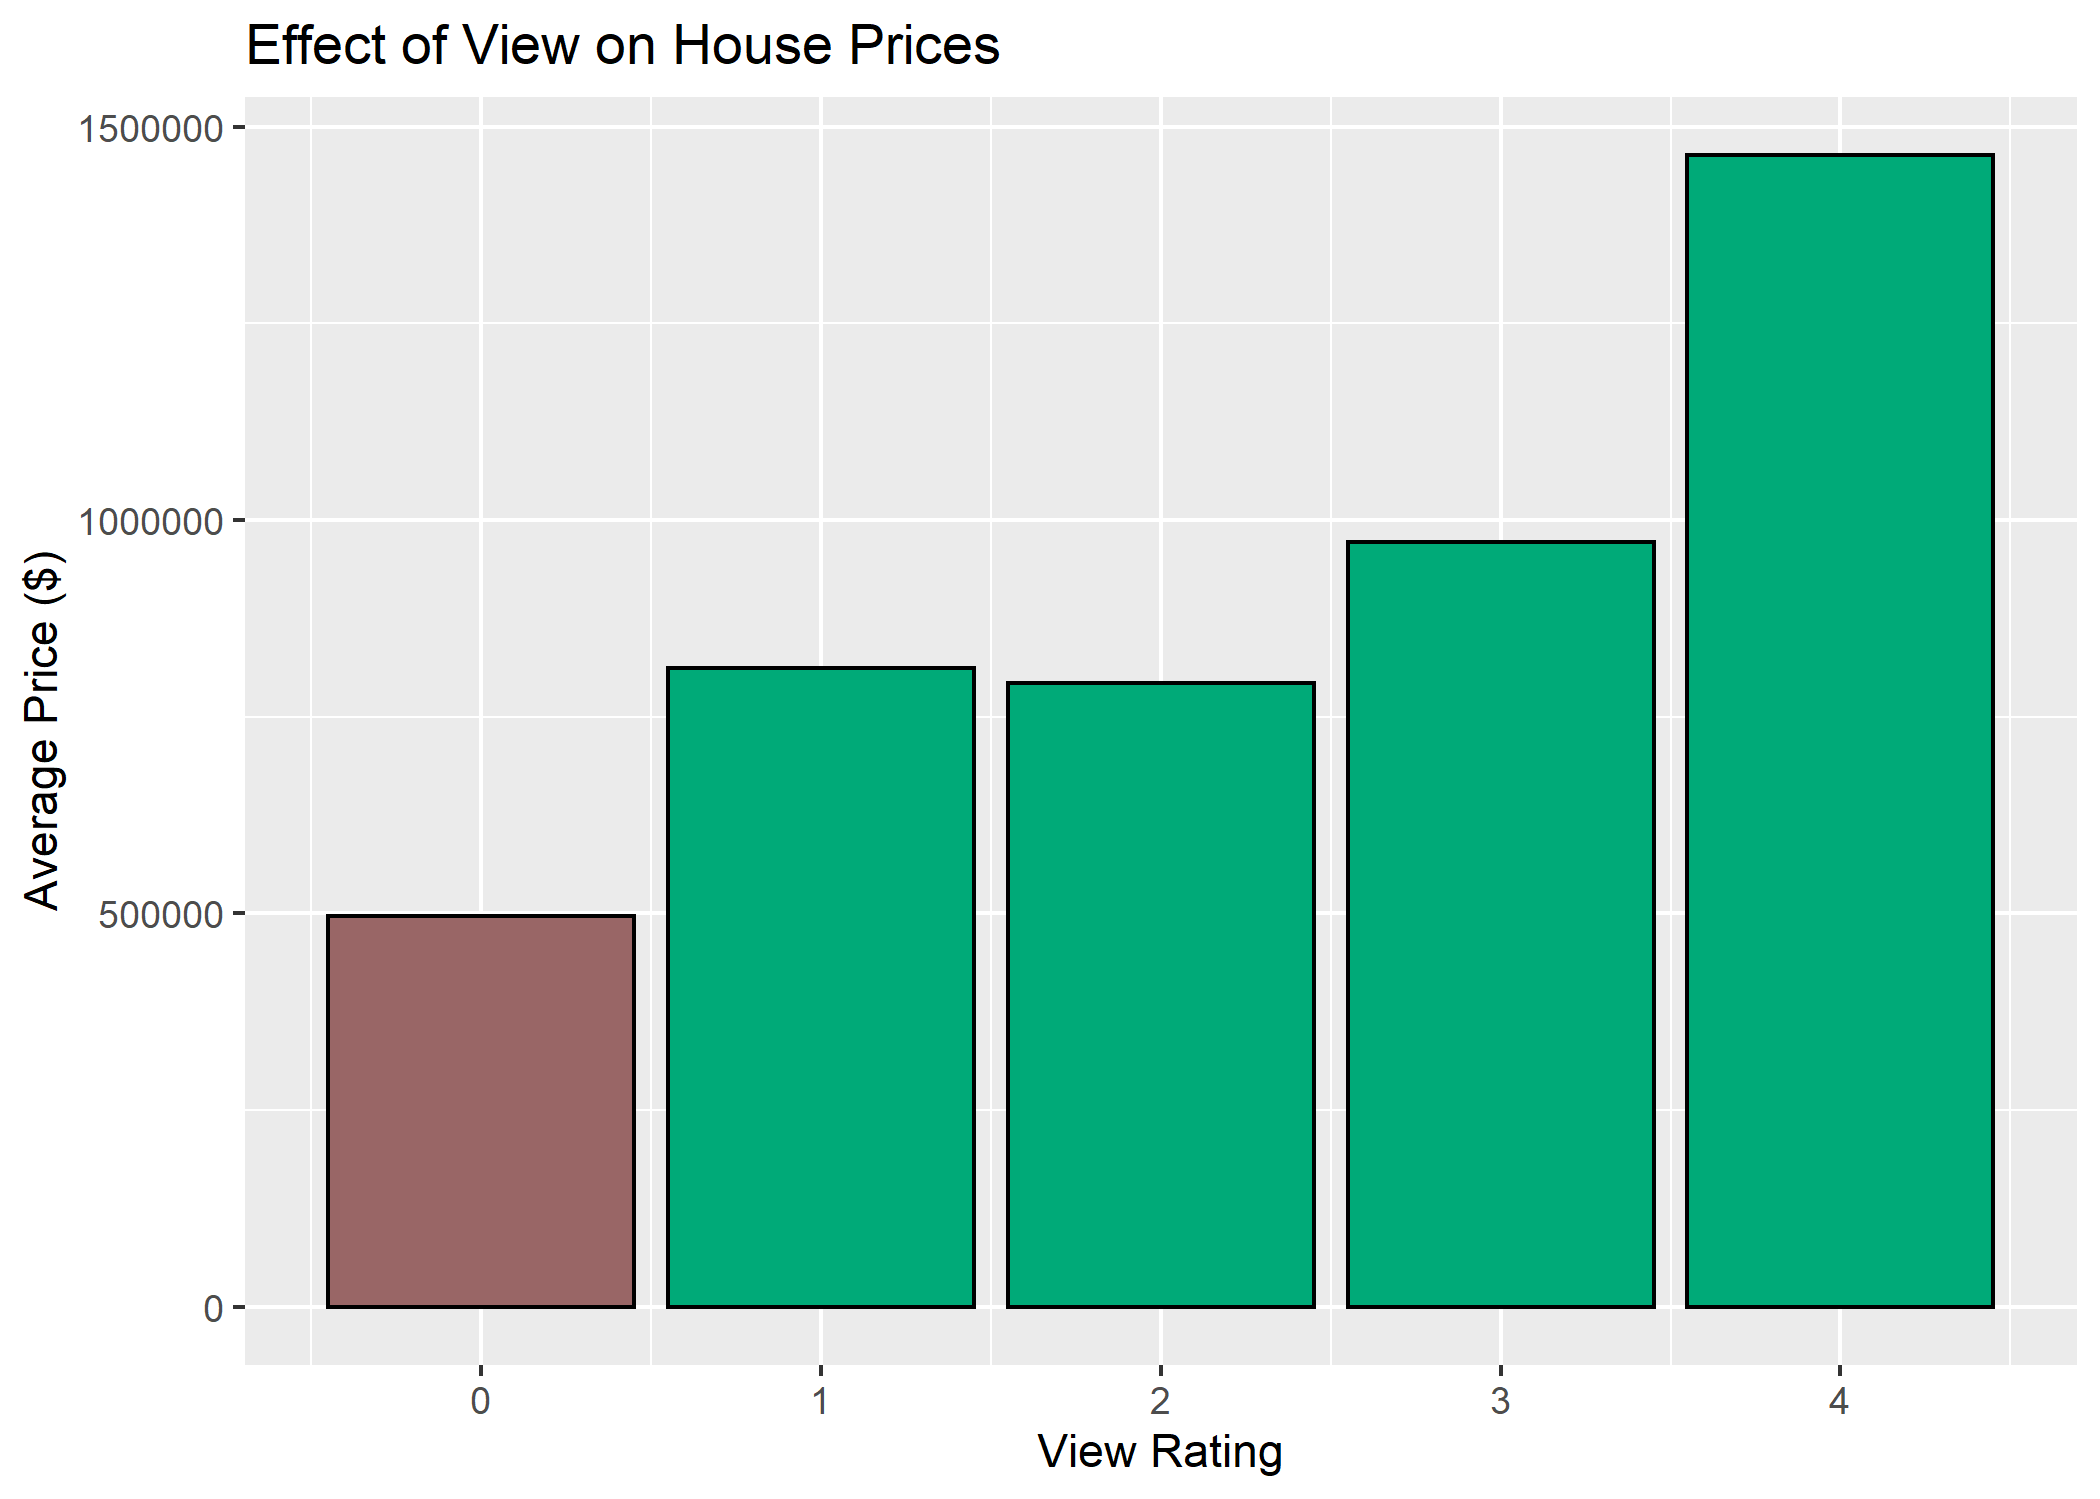 Effect of View on House Prices
1500000
1000000
500000
0
Average Price ($)
0 1 2 3 4
View Rating